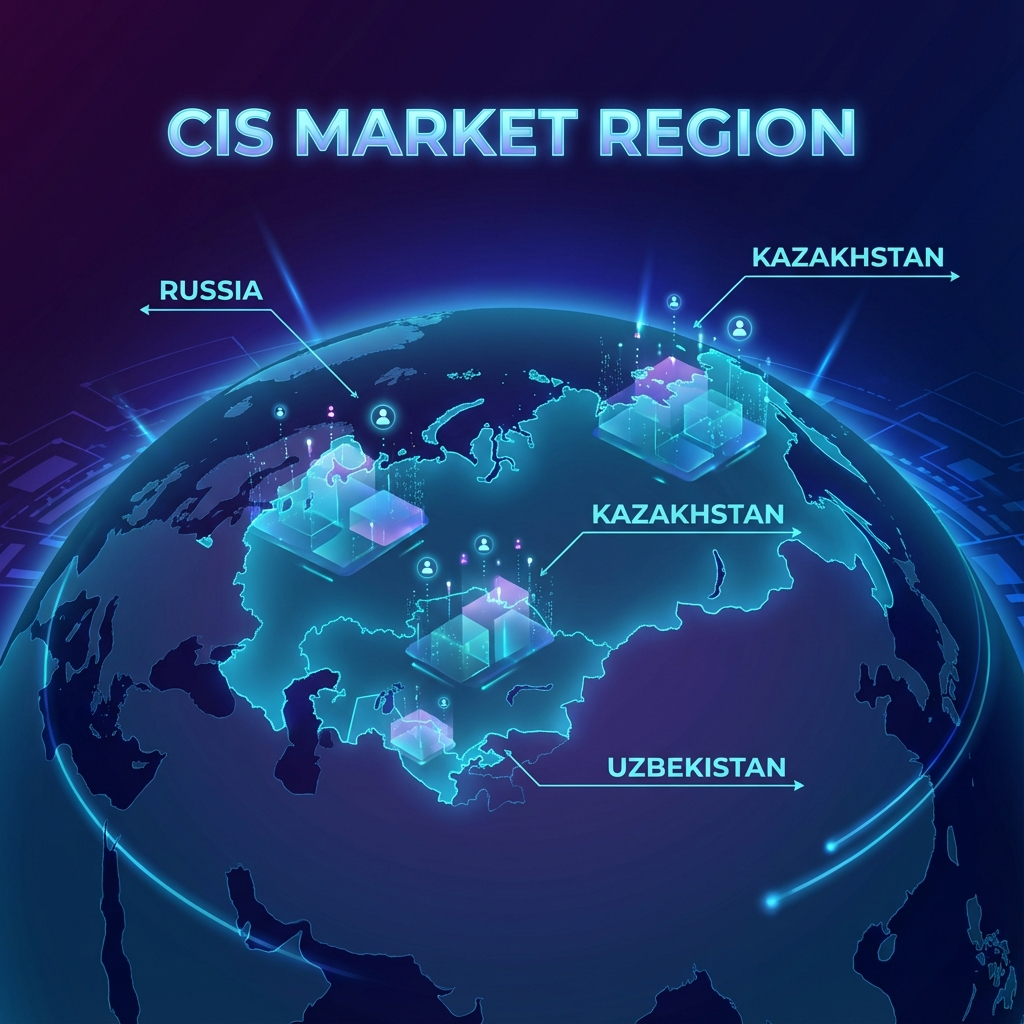 CIS MARKET REGION
KAZAKHSTAN
RUSSIA
KAZAKHSTAN
UZBEKISTAN